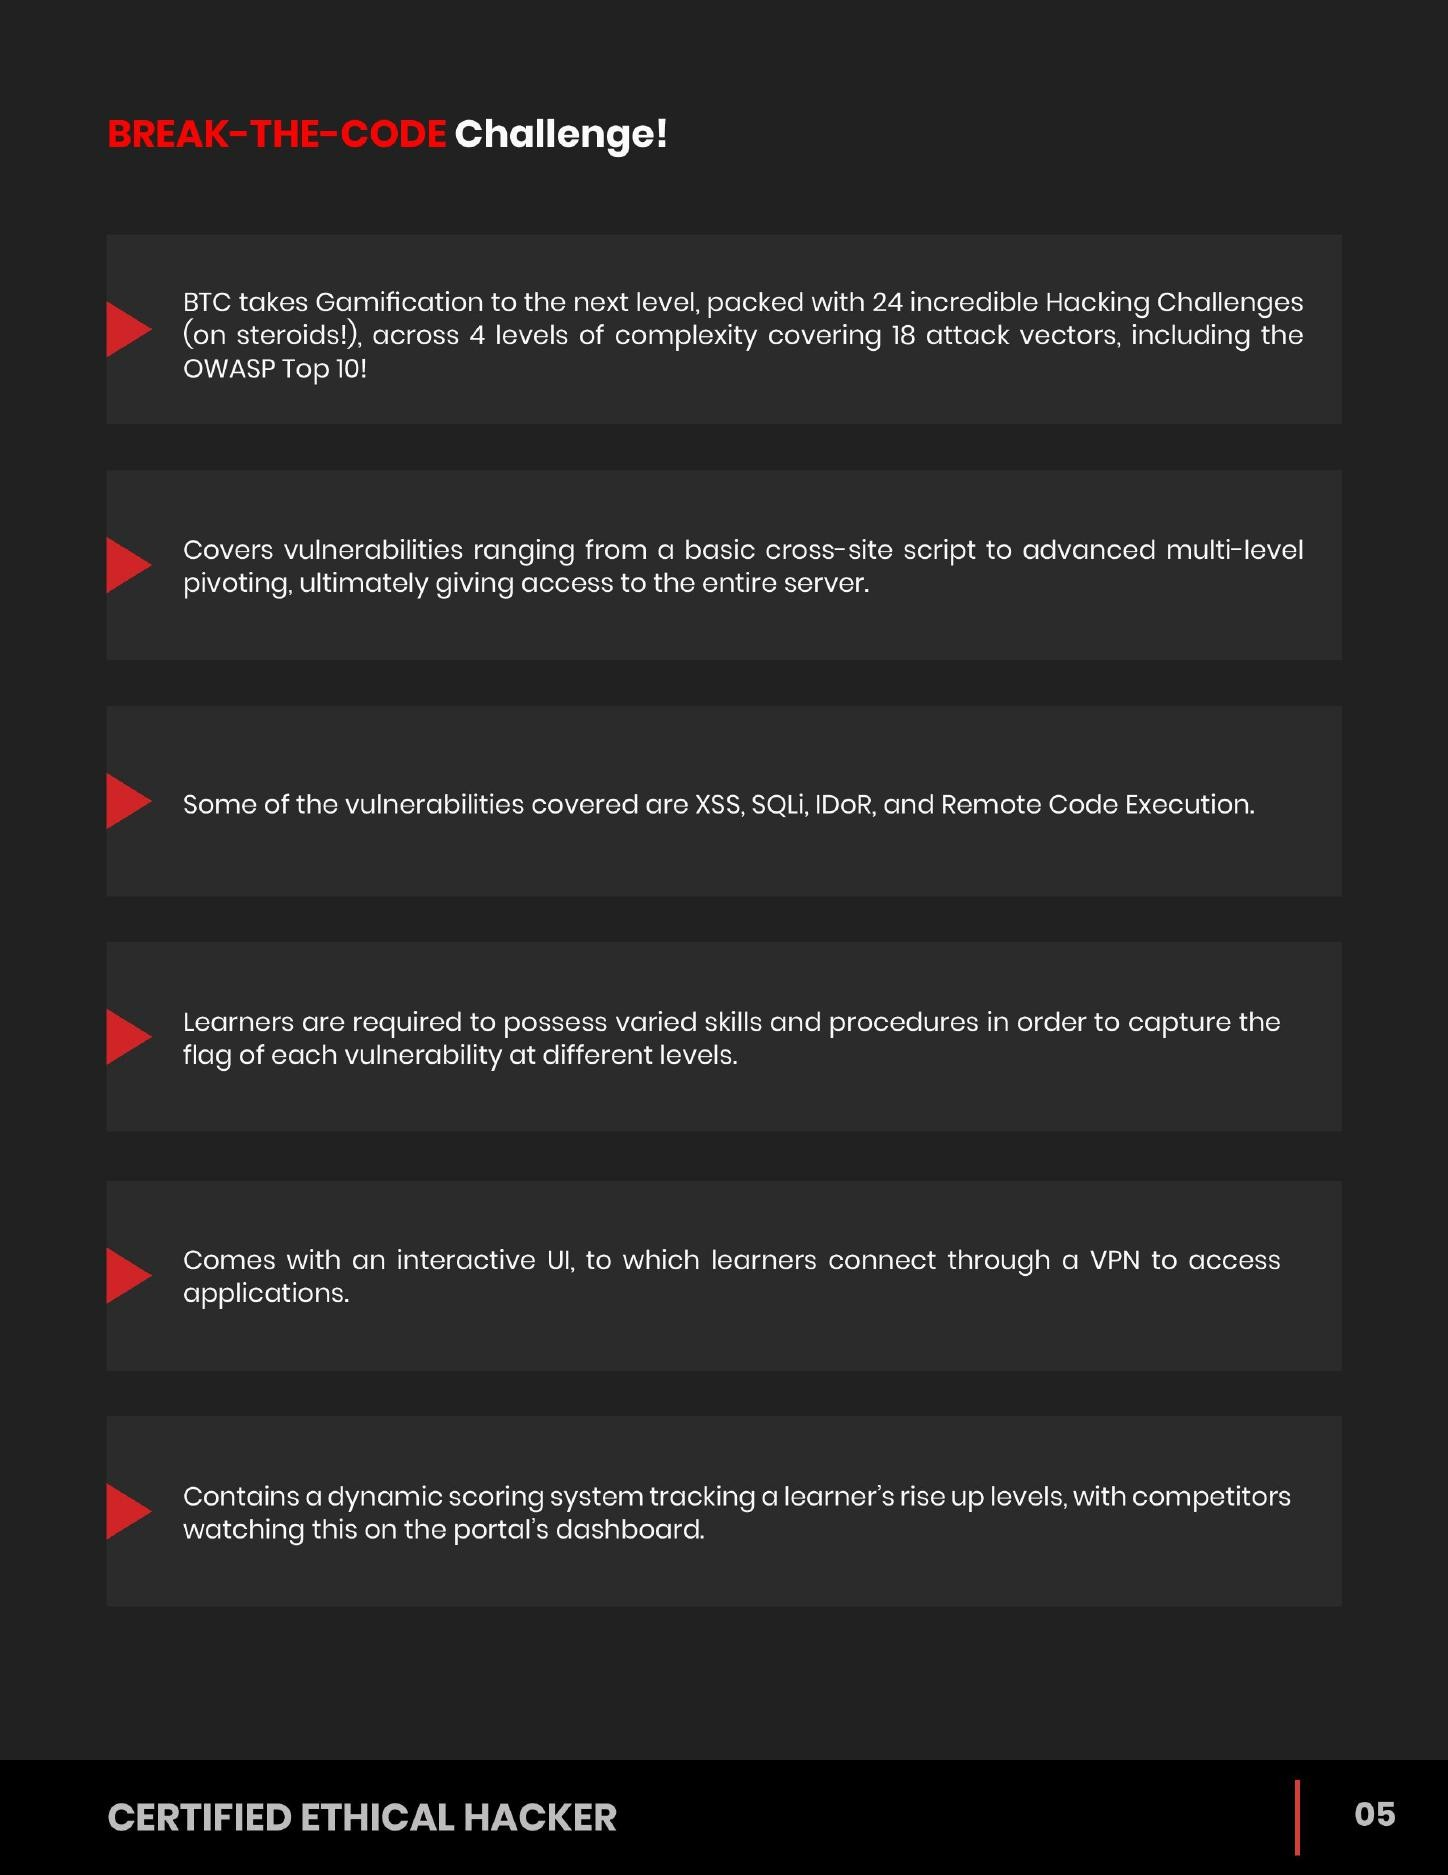 BREAK-THE-CODE Challenge!
BTC takes Gamification to the next level, packed with 24 incredible Hacking Challenges
(on steroids!), across 4 levels of complexity covering 18 attack vectors, including the
OWASP Top 10!
Covers vulnerabilities ranging from a basic cross-site script to advanced multi-level
pivoting, ultimately giving access to the entire server.
Some of the vulnerabilities covered are XSS, SQLi, IDoR, and Remote Code Execution.
Learners are required to possess varied skills and procedures in order to capture the
flag of each vulnerability at different levels.
Comes with an interactive UI, to which learners connect through a VPN to access
applications.
Contains a dynamic scoring system tracking a learner’s rise up levels, with competitors
watching this on the portal’s dashboard.
CERTIFIED ETHICAL HACKER
05